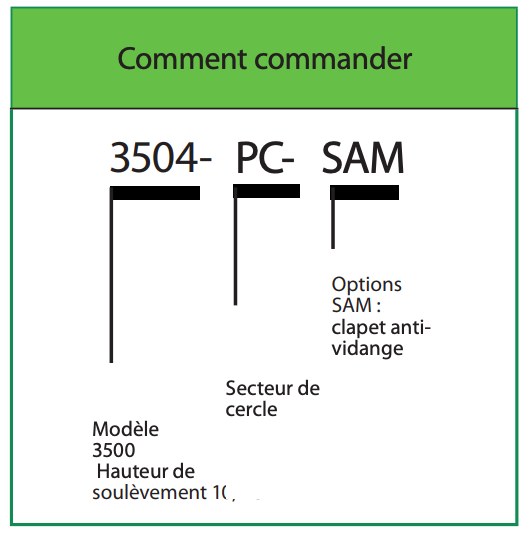 Comment commander
3504- PC- SAM
Options
SAM :
clapet anti-
vidange
Secteur de
cercle
Modèle
3500
Hauteur de
soulèvement